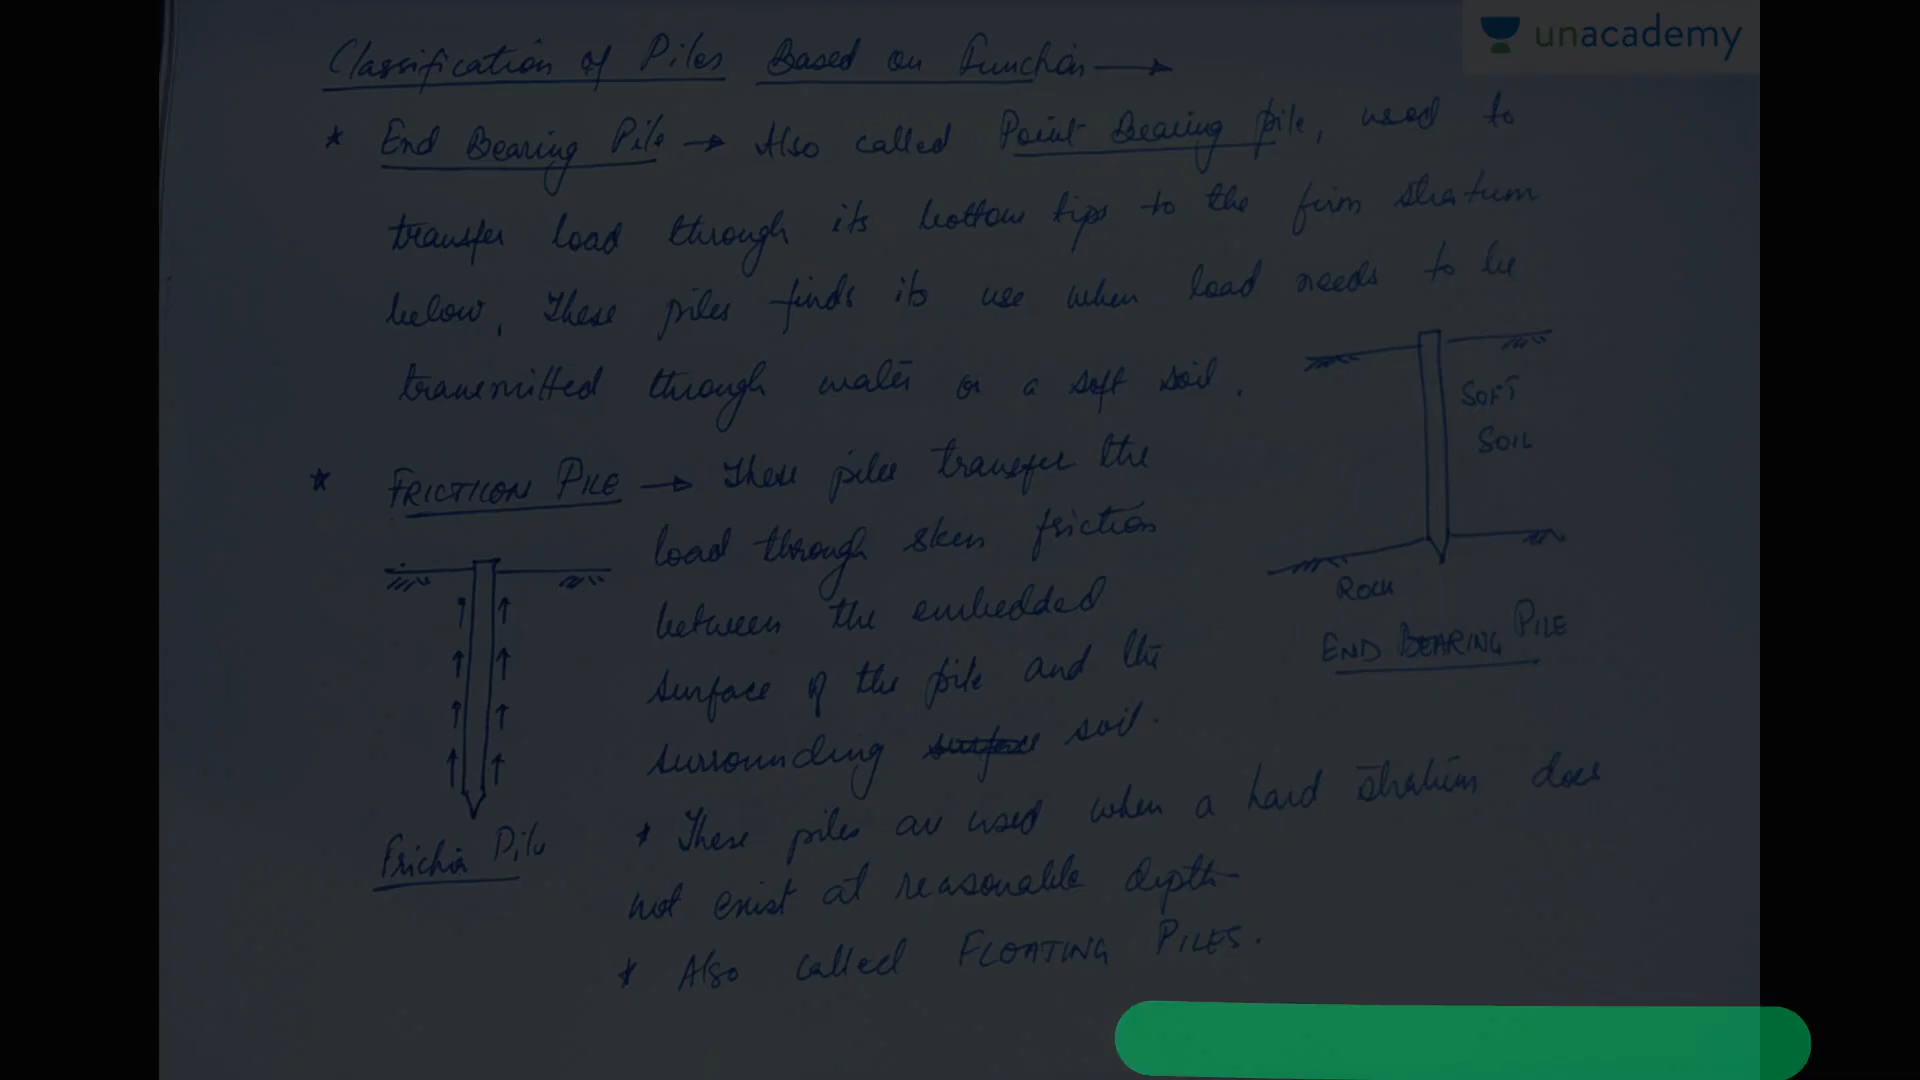 unacademy
Classification of Piles Based on Function →
* End Bearing Pile → Also called Point Bearing pile, used to
transfer load through its bottom tips to the firm stratum
below, These piles finds its use when load needs to be
transmitted through water or a soft soil.
SOFT
SOIL
ROCK
END BEARING PILE
* FRICTION PILE → These piles transfer the
load through skin friction
between the embedded
surface of the pile and the
surrounding soil.
Friction Pile
* These piles are used when a hard stratum does
not exist at reasonable depth
* Also called FLOATING PILES.